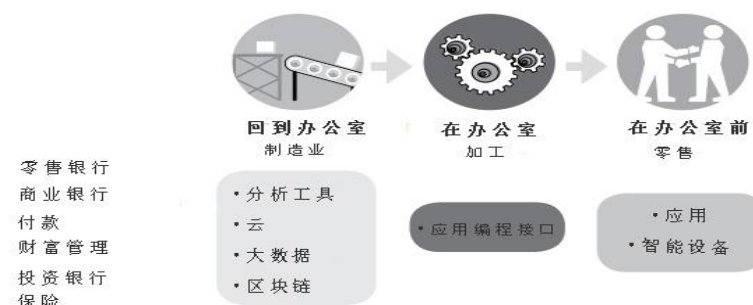 回到办公室
制造业
在办公室
加工
在办公室前
零售
零售银行
商业银行
付款
财富管理
投资银行
保险
• 分析工具
• 云
• 大数据
• 区块链
• 应用编程接口
• 应用
• 智能设备